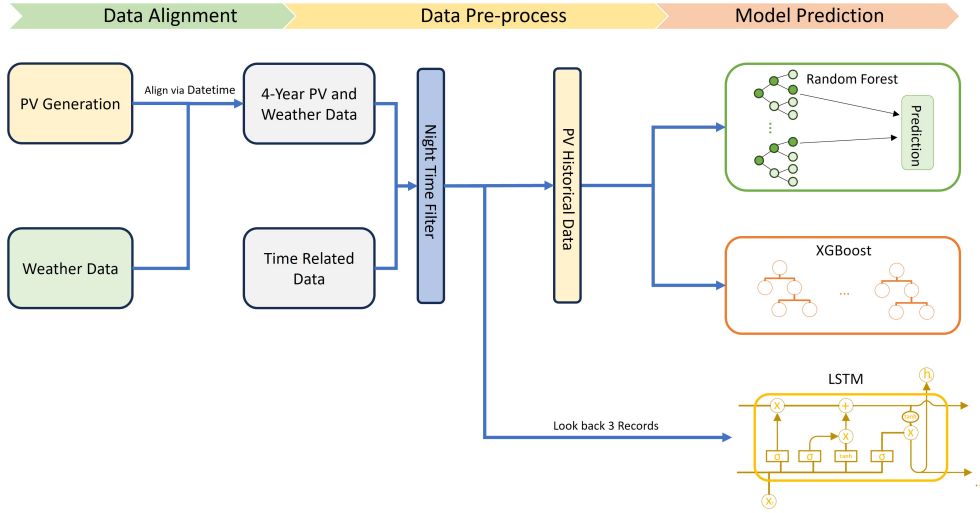 Data Alignment
Data Pre-process
Model Prediction
PV Generation
Align via Datetime
4-Year PV and
Weather Data
Weather Data
Time Related
Data
Night Time Filter
PV Historical Data
Random Forest
...
Prediction
XGBoost
...
LSTM
h
x
+
tanh
x
x
σ
σ
tanh
σ
x
Look back 3 Records
..